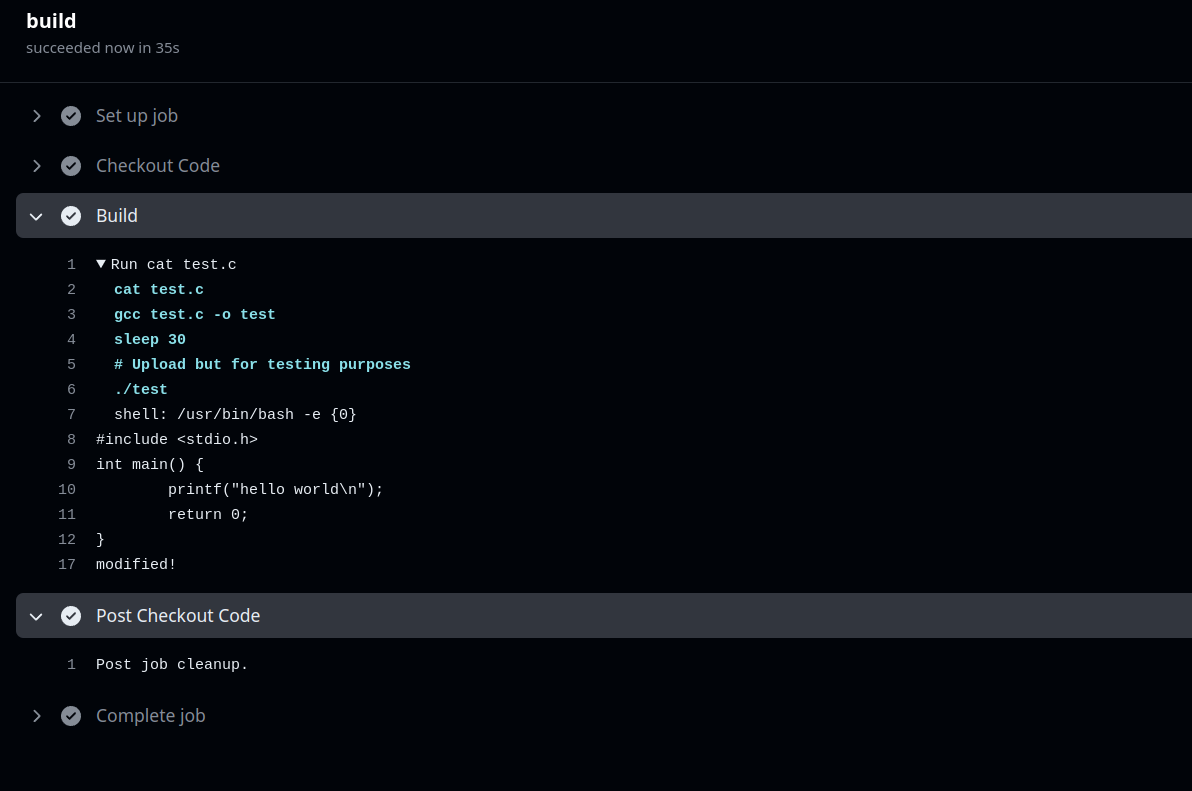 build
succeeded now in 35s
Set up job
Checkout Code
Build
1 ▼ Run cat test.c
2 cat test.c
3 gcc test.c -o test
4 sleep 30
5 # Upload but for testing purposes
6 ./test
7 shell: /usr/bin/bash -e {0}
8 #include <stdio.h>
9 int main() {
10 printf("hello world\n");
11 return 0;
12 }
17 modified!
Post Checkout Code
1 Post job cleanup.
Complete job